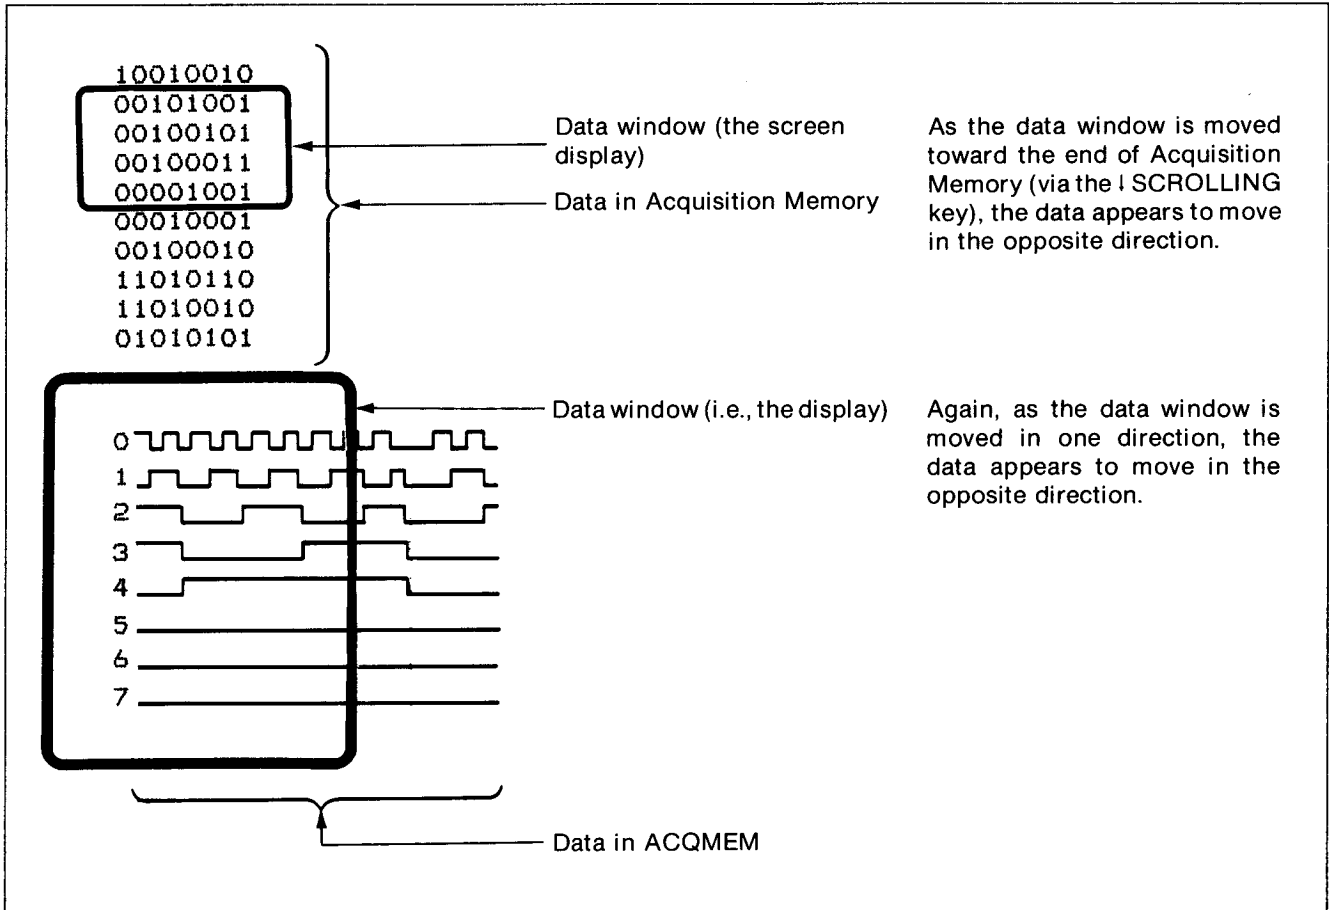 10010010
00101001
00100101
00100011
00001001
00010001
00100010
11010110
11010010
01010101
Data window (the screen
display)
Data in Acquisition Memory
As the data window is moved
toward the end of Acquisition
Memory (via the ↓ SCROLLING
key), the data appears to move
in the opposite direction.
Data window (i.e., the display)
Again, as the data window is
moved in one direction, the
data appears to move in the
opposite direction.
0
1
2
3
4
5
6
7
Data in ACQMEM